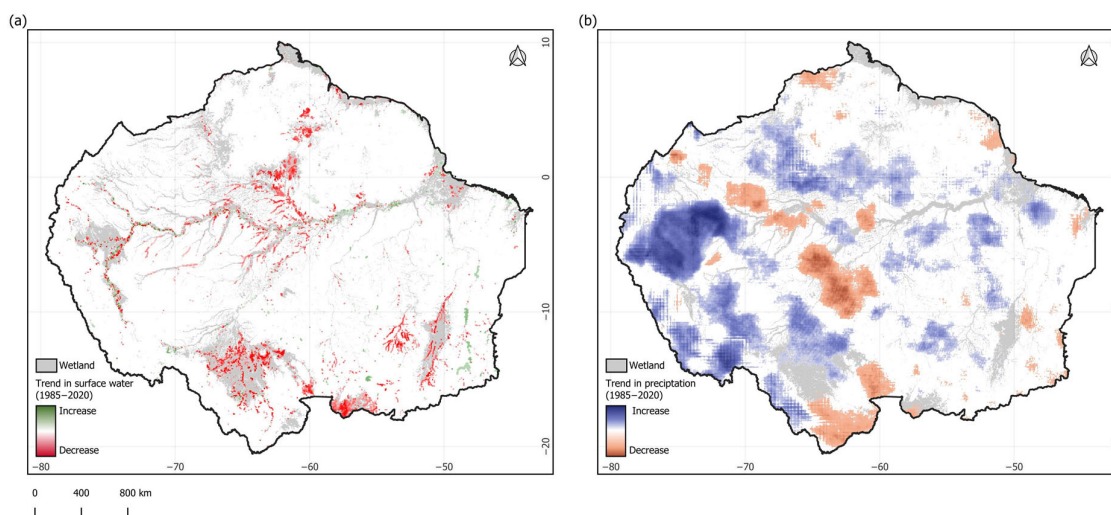 (a)
(b)
10
0
−10
−20
Wetland
Trend in surface water
(1985−2020)
Increase
Decrease
−80
−70
−60
−50
Wetland
Trend in preciptation
(1985−2020)
Increase
Decrease
−80
−70
−60
−50
0
400
800 km